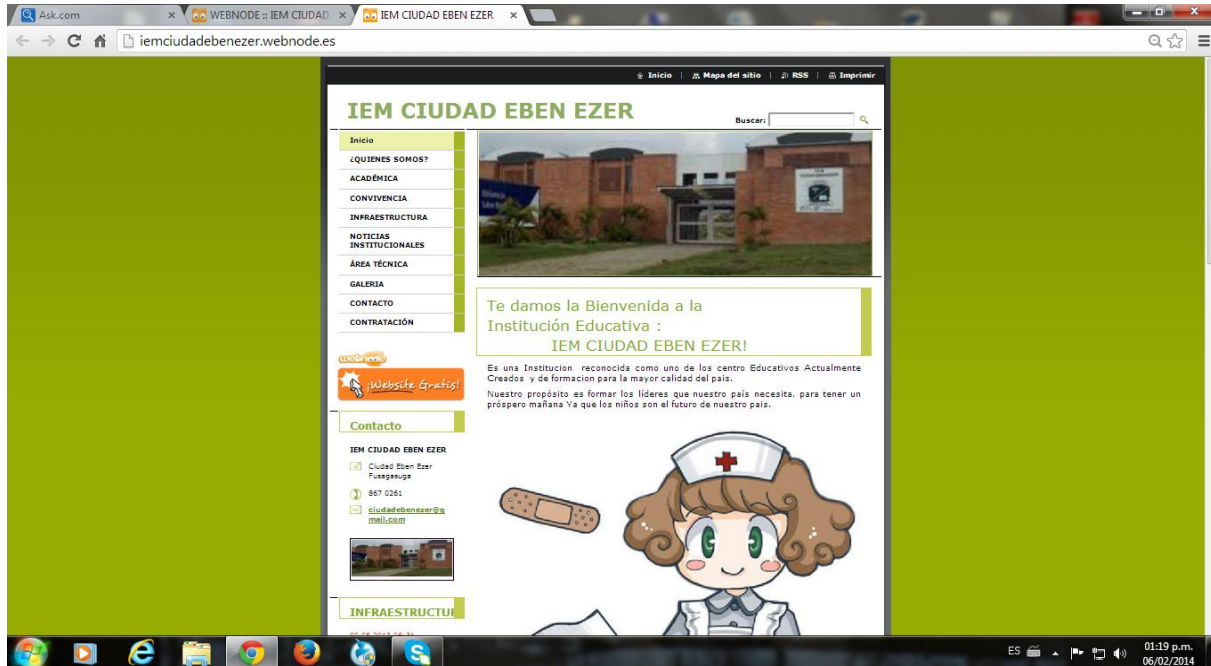 Ask.com
WEBNODE :: IEM CIUDAD
IEM CIUDAD EBEN EZER
iemciudadebenezer.webnode.es
Inicio | Mapa del sitio | RSS | Imprimir
IEM CIUDAD EBEN EZER
Buscar:
Inicio
¿QUIENES SOMOS?
ACADÉMICA
CONVIVENCIA
INFRAESTRUCTURA
NOTICIAS
INSTITUCIONALES
ÁREA TÉCNICA
GALERIA
CONTACTO
CONTRATACIÓN
webnode
¡Website Gratis!
Contacto
IEM CIUDAD EBEN EZER
Ciudad Eben Ezer
Fusagasuga
867 0261
ciudadebenezer@g
mail.com
INFRAESTRUCTUR
Te damos la Bienvenida a la
Institución Educativa :
IEM CIUDAD EBEN EZER!
Es una Institucion reconocida como uno de los centro Educativos Actualmente
Creados y de formacion para la mayor calidad del pais.
Nuestro propósito es formar los líderes que nuestro país necesita, para tener un
próspero mañana Ya que los niños son el futuro de nuestro pais.
ES
01:19 p.m.
06/02/2014